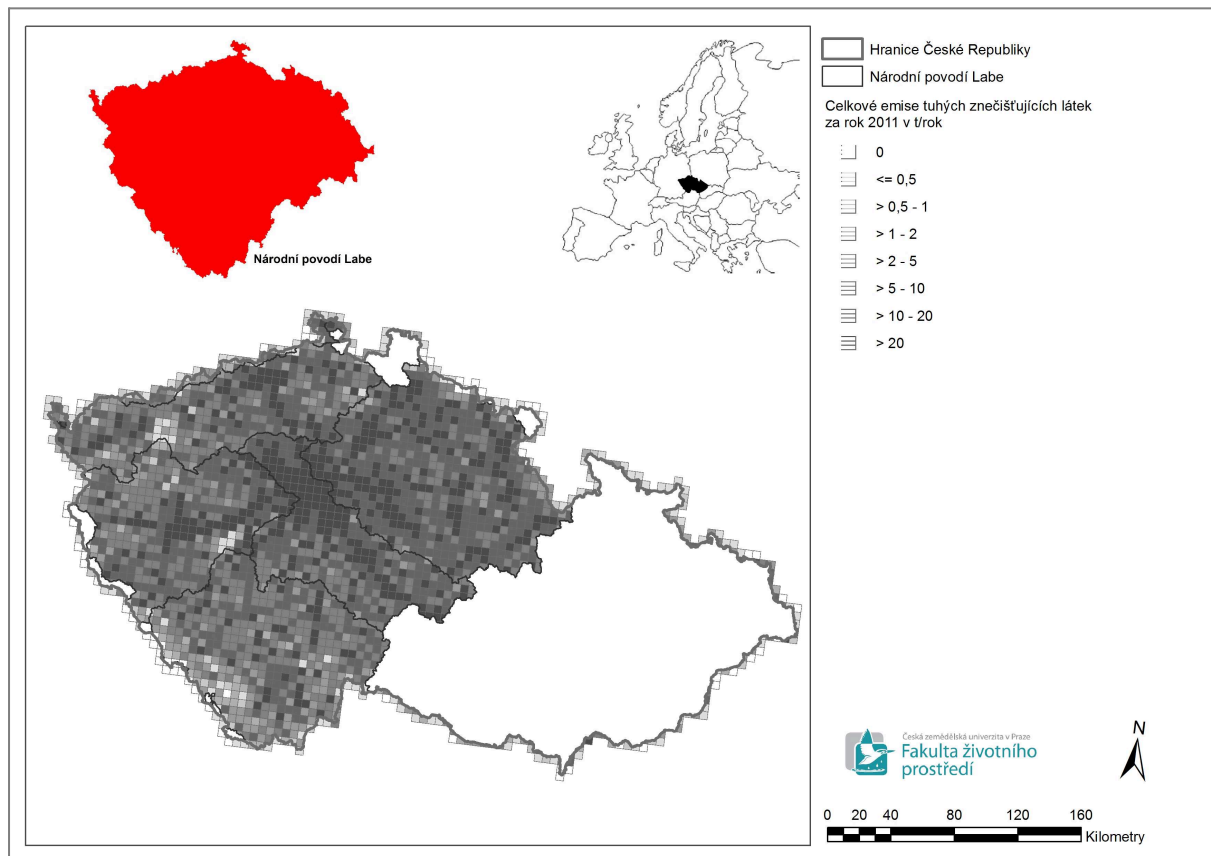 Národní povodí Labe
Hranice České Republiky
Národní povodí Labe
Celkové emise tuhých znečišťujících látek
za rok 2011 v t/rok
0
<= 0,5
> 0,5 - 1
> 1 - 2
> 2 - 5
> 5 - 10
> 10 - 20
> 20
Česká zemědělská univerzita v Praze
Fakulta životního
prostředí
N
0 20 40 80 120 160
Kilometry